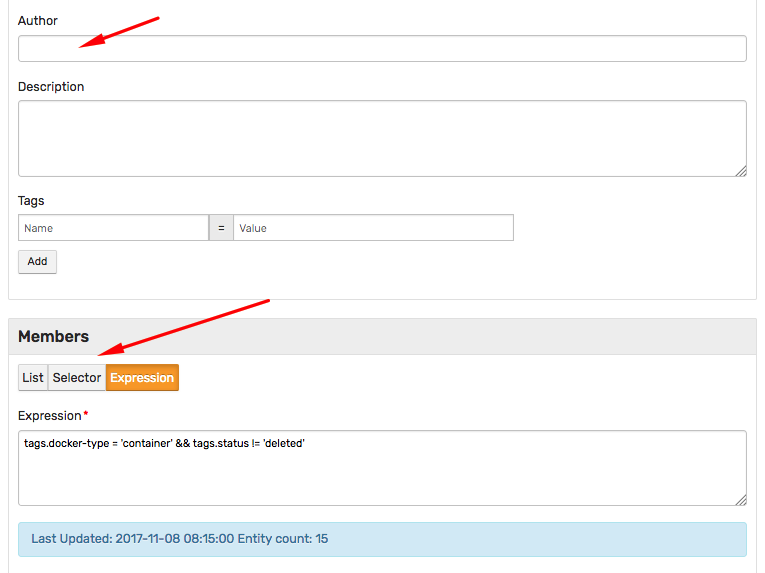 Author
Description
Tags
Name = Value
Add
Members
List Selector Expression
Expression*
tags.docker-type = 'container' && tags.status != 'deleted'
Last Updated: 2017-11-08 08:15:00 Entity count: 15